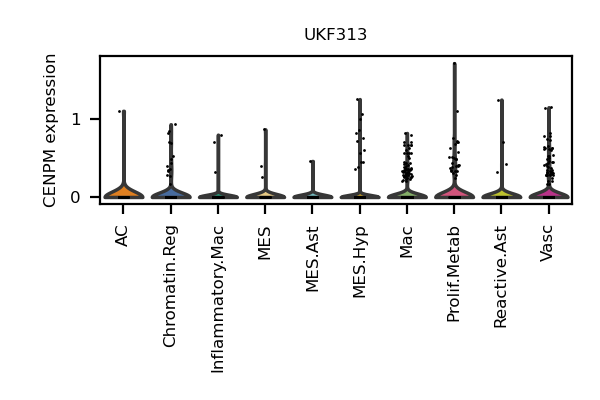 UKF313
CENPM expression
1
0
AC
Chromatin.Reg
Inflammatory.Mac
MES
MES.Ast
MES.Hyp
Mac
Prolif.Metab
Reactive.Ast
Vasc